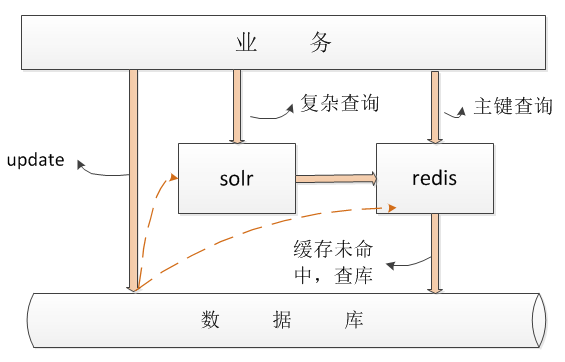 业 务
复杂查询
主键查询
update
solr
redis
缓存未命
中，查库
数 据 库